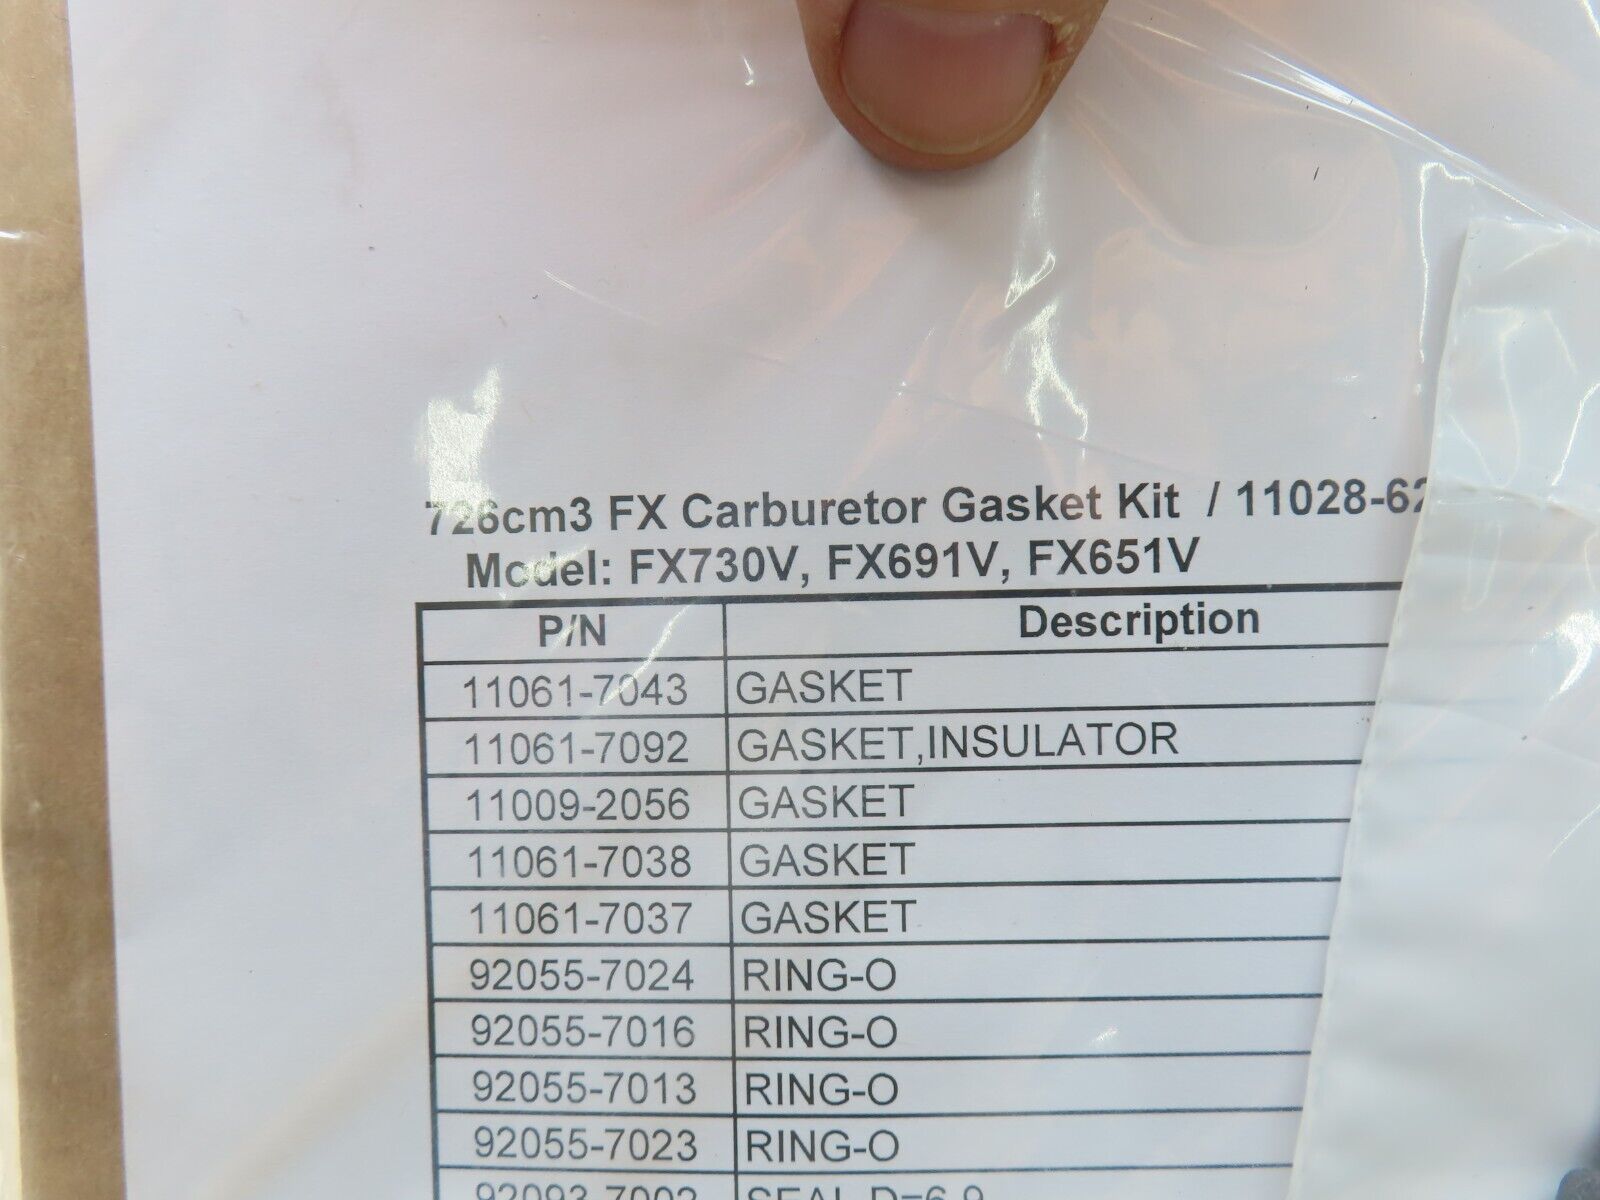 726cm3 FX Carburetor Gasket Kit / 11028-62
Model: FX730V, FX691V, FX651V
P/N Description
11061-7043 GASKET
11061-7092 GASKET,INSULATOR
11009-2056 GASKET
11061-7038 GASKET
11061-7037 GASKET
92055-7024 RING-O
92055-7016 RING-O
92055-7013 RING-O
92055-7023 RING-O